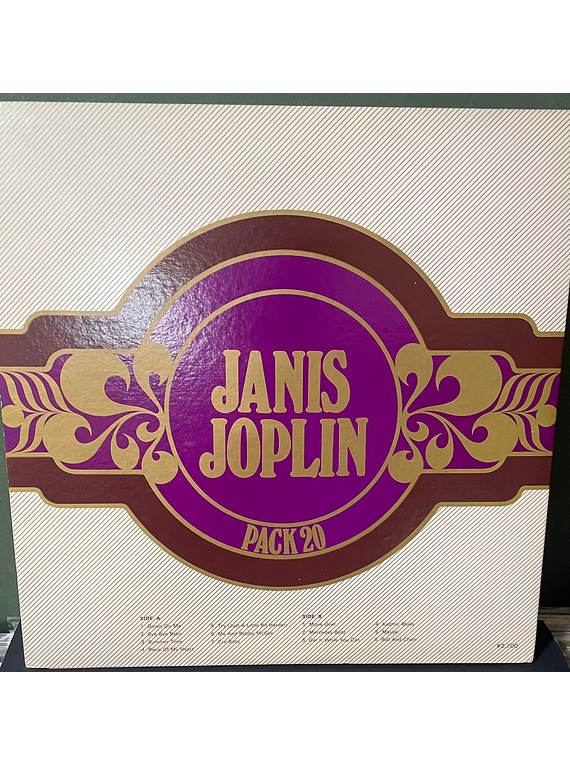 JANIS
JOPLIN
PACK 20
SIDE: A
1. Down On Me
2. Bye Bye Baby
3. Summer Time
4. Piece Of My Heart
5. Try (Just A Little Bit Harder)
6. Me And Bobby McGee
7. Cry Baby
SIDE: B
1. Move Over
2. Mercedes Benz
3. Get It While You Can
4. Kozmic Blues
5. Maybe
6. Ball And Chain
¥2,700